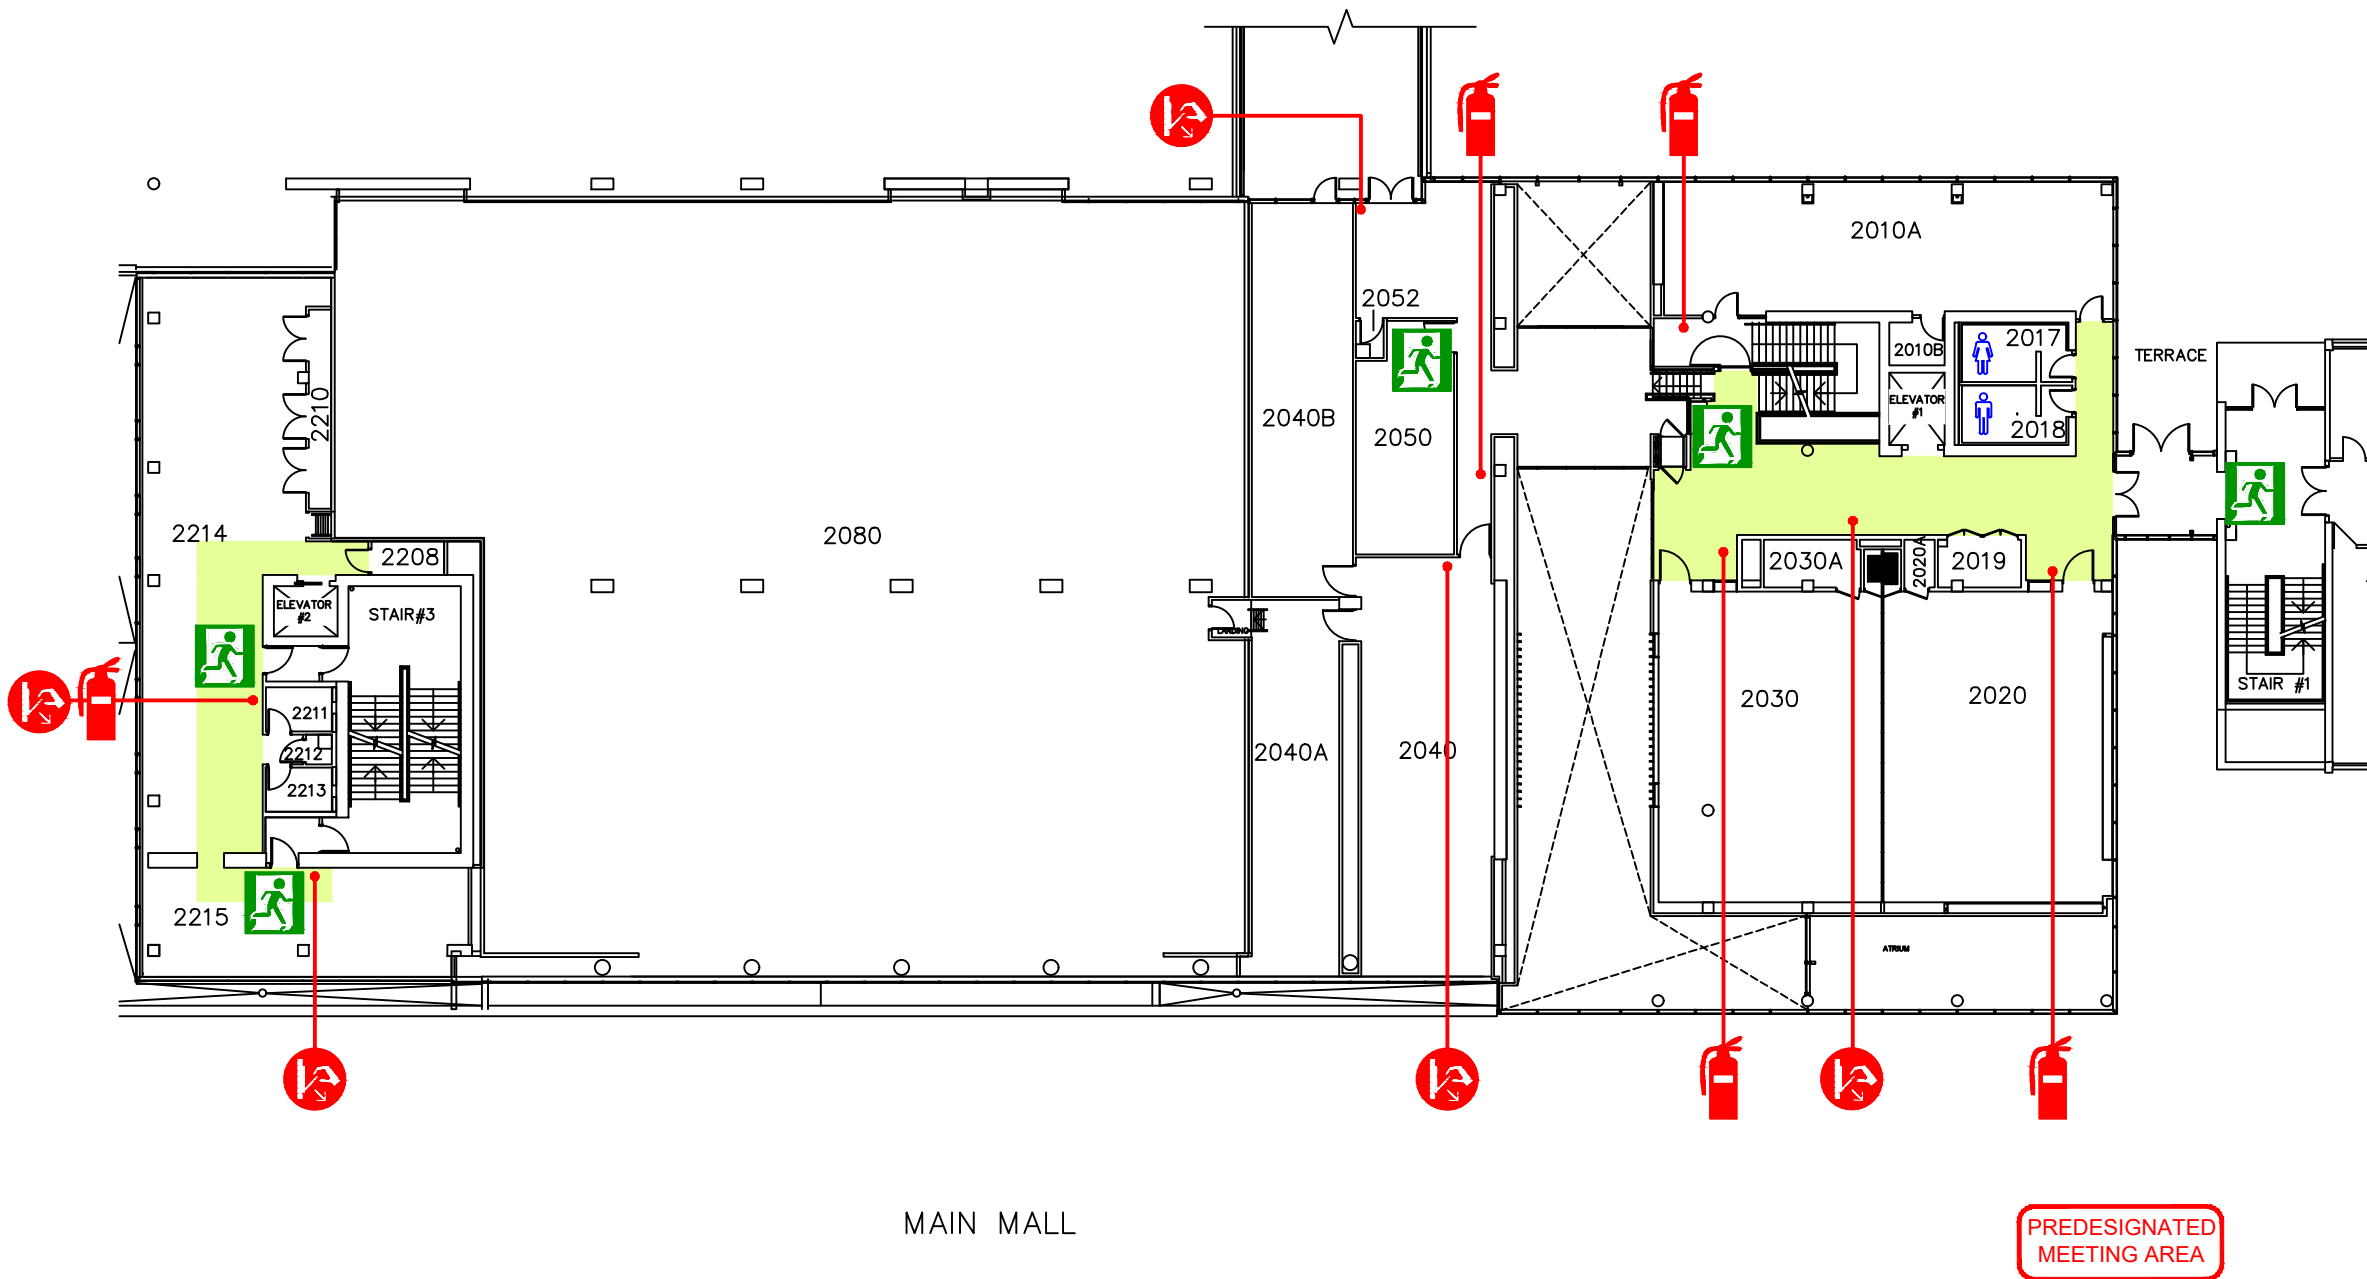 2010A
2052
2017
2010B
TERRACE
ELEVATOR
#1
2210
2040B
2050
2018
2214
2080
2208
2030A
2020A
2019
ELEVATOR
#2
STAIR#3
LANDING
STAIR #1
2030
2020
2211
2212
2040A
2040
2213
2215
ATRIUM
MAIN MALL
PREDESIGNATED
MEETING AREA